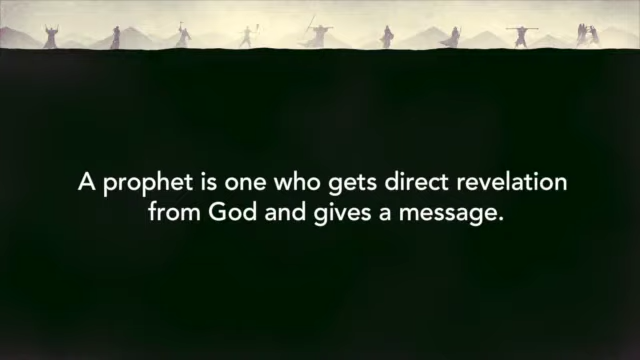 A prophet is one who gets direct revelation
from God and gives a message.